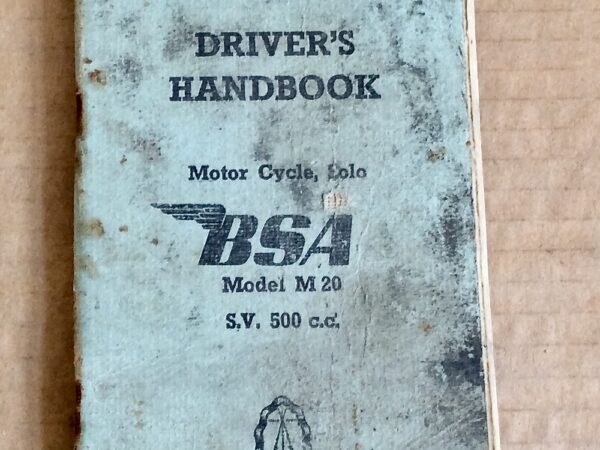 DRIVER'S
HANDBOOK
Motor Cycle, Solo
BSA
Model M 20
S.V. 500 c.c.